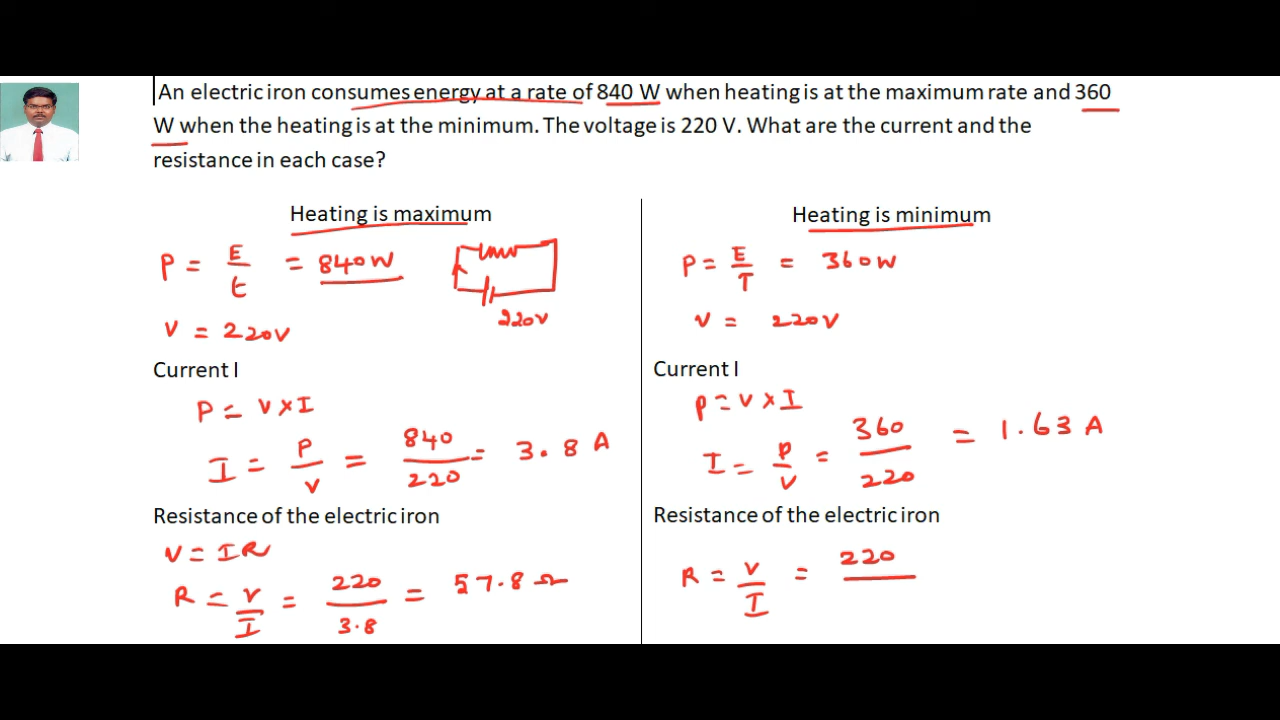 An electric iron consumes energy at a rate of 840 W when heating is at the maximum rate and 360
W when the heating is at the minimum. The voltage is 220 V. What are the current and the
resistance in each case?
Heating is maximum
P = E/t = 840W
220V
V = 220V
Current I
P = V × I
I = P/V = 840/220 = 3.8 A
Resistance of the electric iron
V = IR
R = V/I = 220/3.8 = 57.8 Ω
Heating is minimum
P = E/T = 360W
V = 220V
Current I
P = V × I
I = P/V = 360/220 = 1.63 A
Resistance of the electric iron
R = V/I = 220